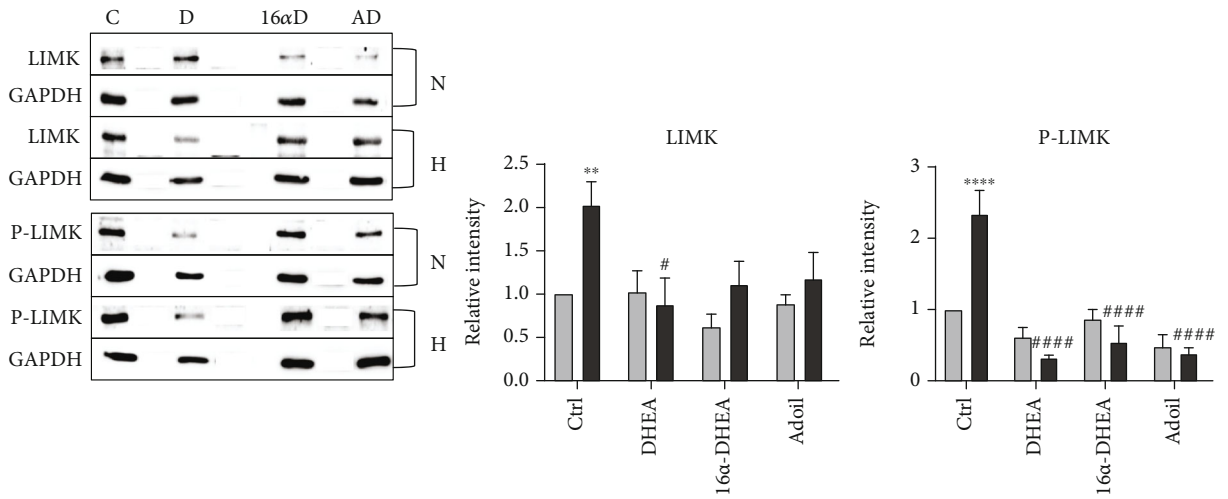 C D 16αD AD
LIMK
GAPDH
N
LIMK
GAPDH
H
P-LIMK
GAPDH
N
P-LIMK
GAPDH
H
LIMK
Relative intensity
2.5
2.0
1.5
1.0
0.5
0.0
**
#
Ctrl
DHEA
16α-DHEA
Adoil
P-LIMK
Relative intensity
3
2
1
0
****
####
####
####
Ctrl
DHEA
16α-DHEA
Adoil